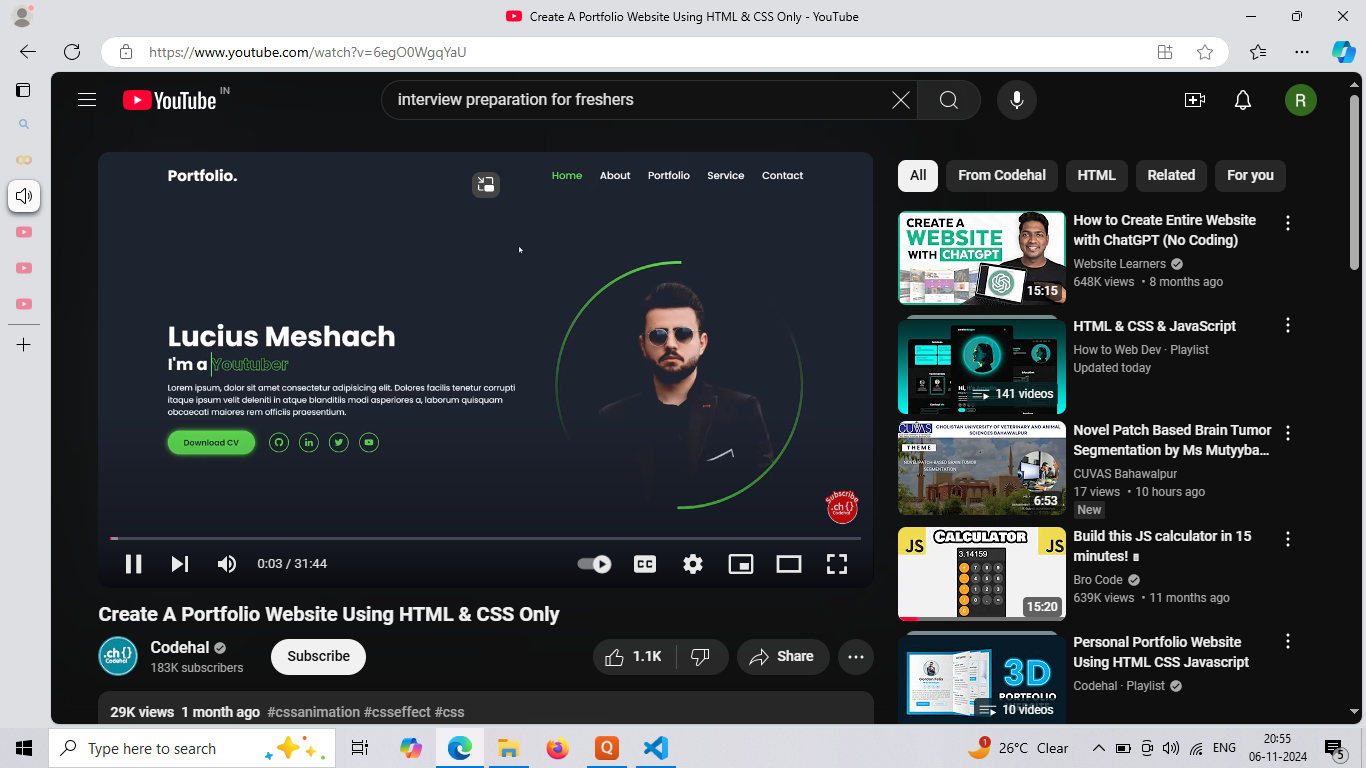 Create A Portfolio Website Using HTML & CSS Only - YouTube
https://www.youtube.com/watch?v=6egO0WgqYaU
YouTube IN
interview preparation for freshers
R
Portfolio.
Home About Portfolio Service Contact
Lucius Meshach
I'm a Youtuber
Lorem ipsum, dolor sit amet consectetur adipisicing elit. Dolores facilis tenetur corrupti
itaque ipsum velit deleniti in atque blanditiis modi asperiores a, laborum quisquam
obcaecati maiores rem officiis praesentium.
Download CV
Subscribe
.ch{}
Codehal
0:03 / 31:44
CC
Create A Portfolio Website Using HTML & CSS Only
.ch{}
Codehal
Codehal
183K subscribers
Subscribe
1.1K
Share
29K views 1 month ago #cssanimation #csseffect #css
All From Codehal HTML Related For you
CREATE A
WEBSITE
WITH CHATGPT
15:15
How to Create Entire Website
with ChatGPT (No Coding)
Website Learners
648K views • 8 months ago
141 videos
HTML & CSS & JavaScript
How to Web Dev · Playlist
Updated today
CUVAS
CHOLISTAN UNIVERSITY OF VETERINARY AND ANIMAL
SCIENCES BAHAWALPUR
THEME
NOVEL PATCH-BASED BRAIN TUMOR
SEGMENTATION
6:53
Novel Patch Based Brain Tumor
Segmentation by Ms Mutyyba...
CUVAS Bahawalpur
17 views • 10 hours ago
New
JS CALCULATOR JS
3.14159
15:20
Build this JS calculator in 15
minutes!
Bro Code
639K views • 11 months ago
3D
PORTFOLIO
10 videos
Personal Portfolio Website
Using HTML CSS Javascript
Codehal · Playlist
Type here to search
Q
1
26°C Clear
ENG
20:55
06-11-2024
5